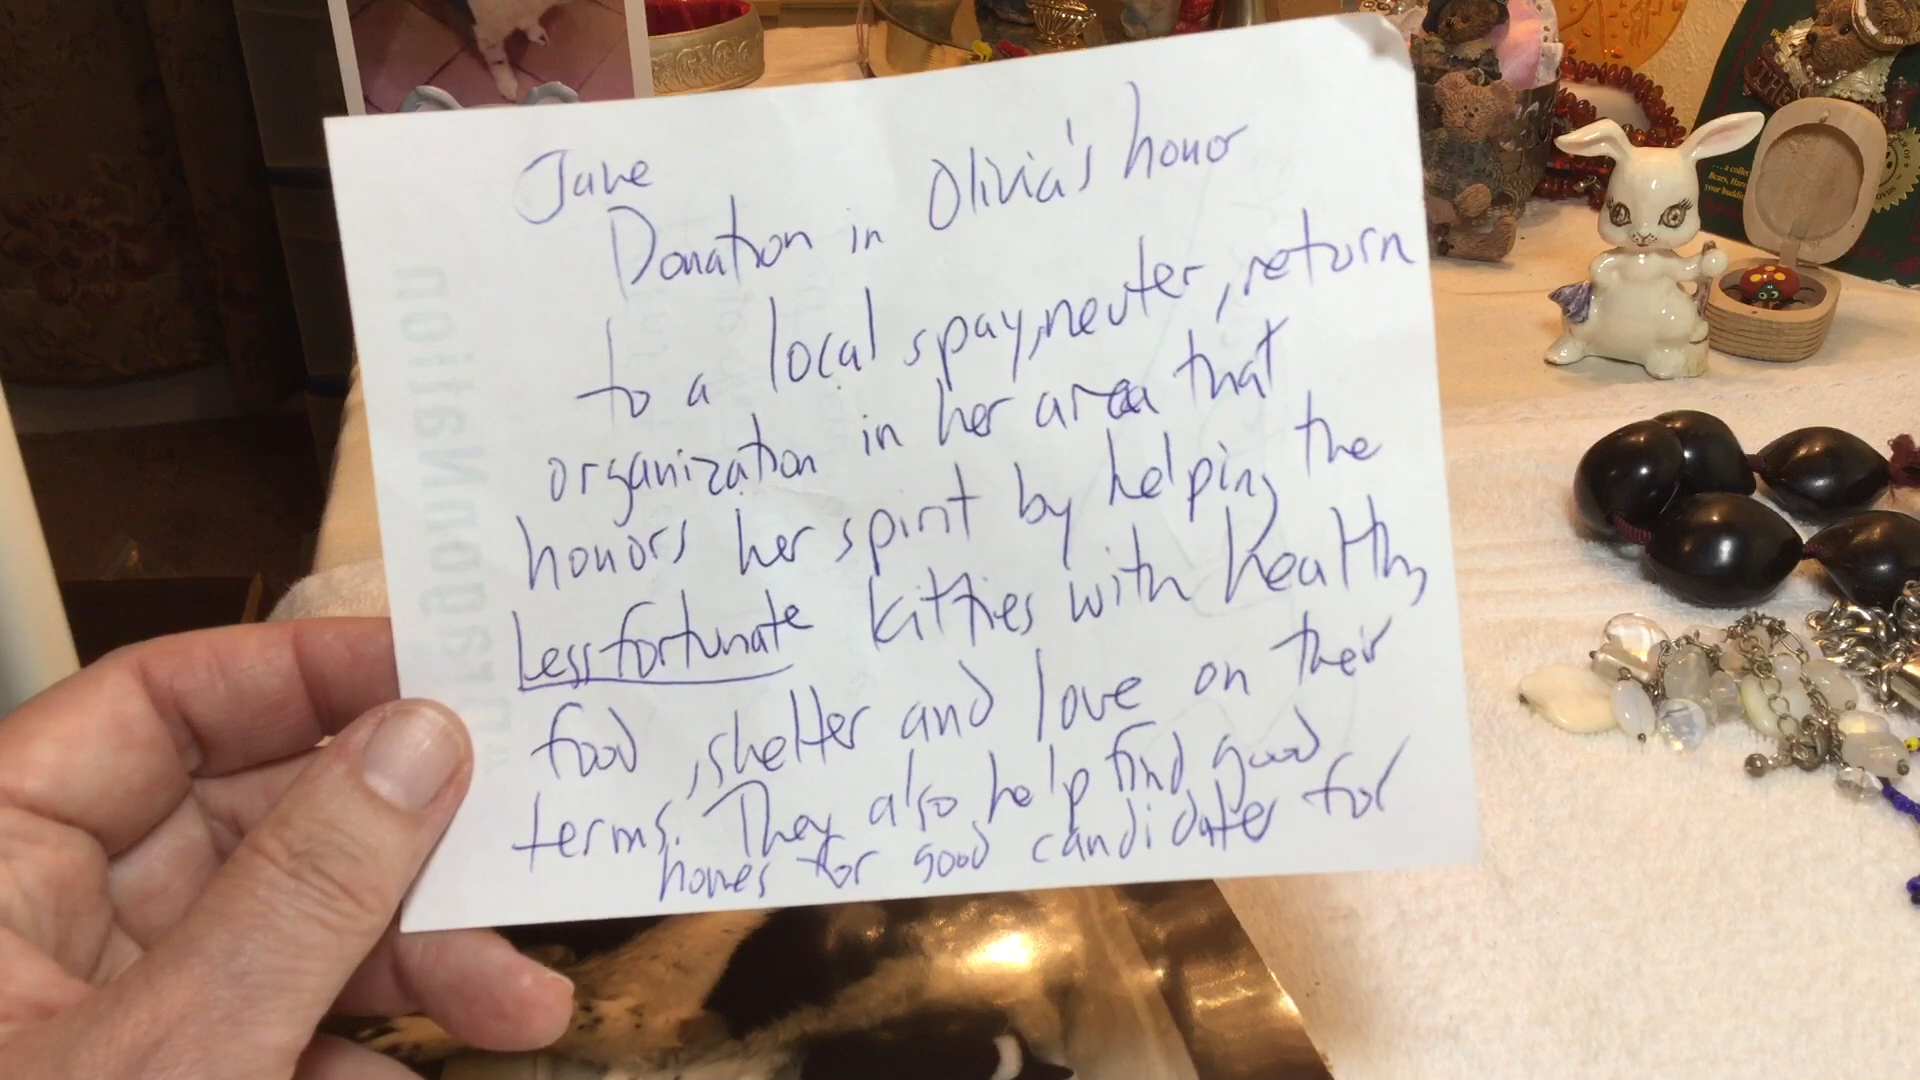 Jane
Donation in Olivia's honor
to a local spay, neuter, return
organization in her area that
honors her spirit by helping the
Less fortunate kitties with healthy
food, shelter and love on their
terms. They also help find good
homes for good candidates for
"DragonNation